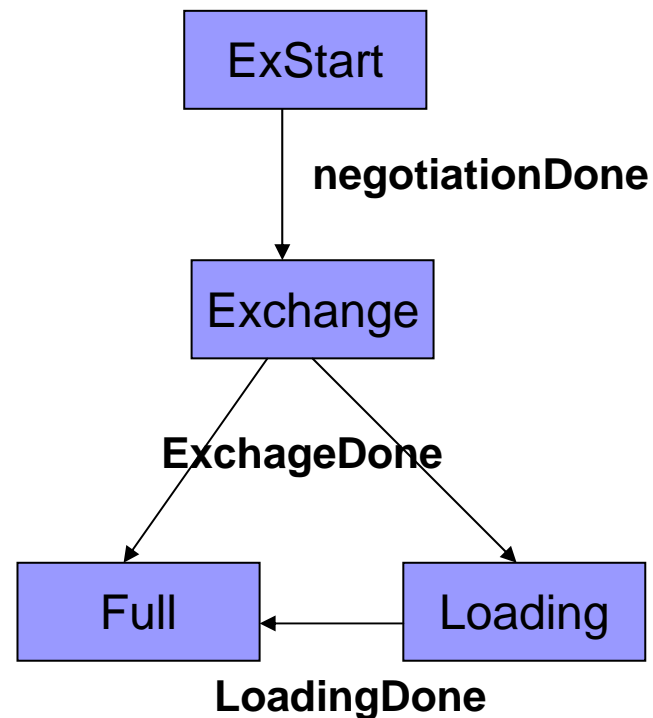 ExStart
negotiationDone
Exchange
ExchageDone
Full
Loading
LoadingDone